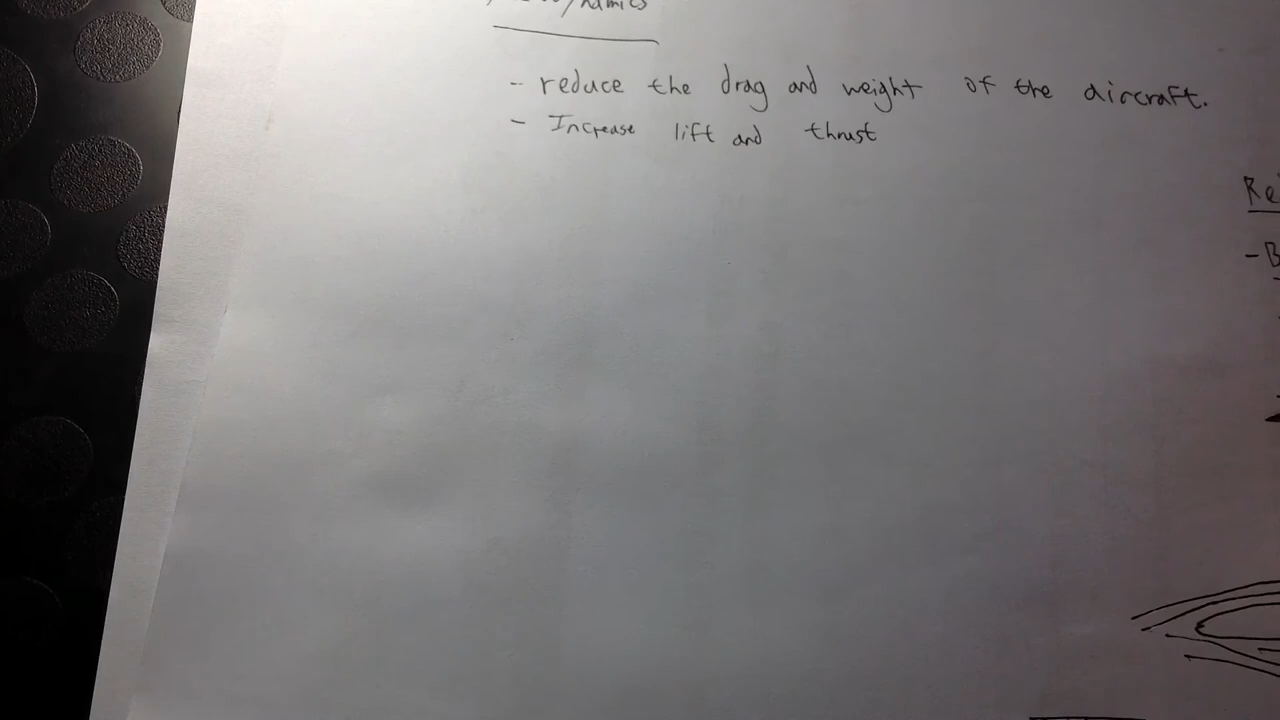 - reduce the drag and weight of the aircraft.
- Increase lift and thrust